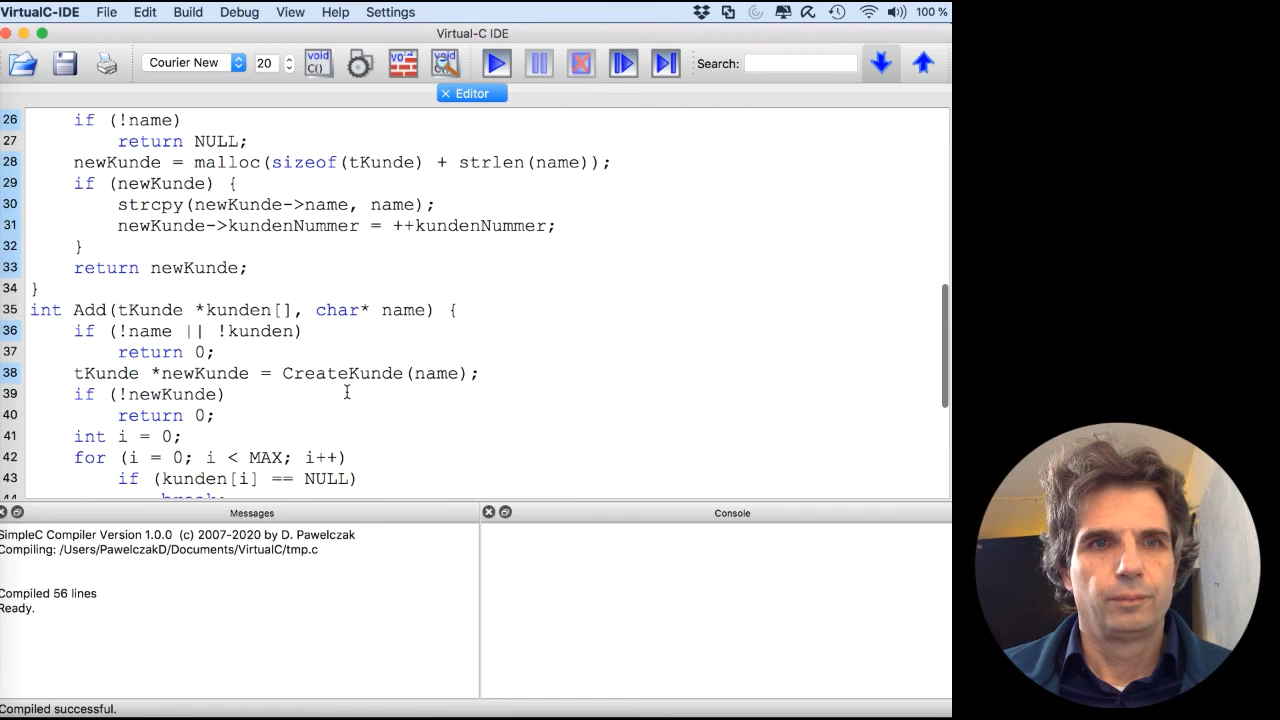 VirtualC-IDE File Edit Build Debug View Help Settings 100 %
Virtual-C IDE
Courier New 20 void C() void Search:
Editor
26 if (!name)
27 return NULL;
28 newKunde = malloc(sizeof(tKunde) + strlen(name));
29 if (newKunde) {
30 strcpy(newKunde->name, name);
31 newKunde->kundenNummer = ++kundenNummer;
32 }
33 return newKunde;
34 }
35 int Add(tKunde *kunden[], char* name) {
36 if (!name || !kunden)
37 return 0;
38 tKunde *newKunde = CreateKunde(name);
39 if (!newKunde)
40 return 0;
41 int i = 0;
42 for (i = 0; i < MAX; i++)
43 if (kunden[i] == NULL)
44 break;
Messages Console
SimpleC Compiler Version 1.0.0 (c) 2007-2020 by D. Pawelczak
Compiling: /Users/PawelczakD/Documents/VirtualC/tmp.c
Compiled 56 lines
Ready.
Compiled successful.